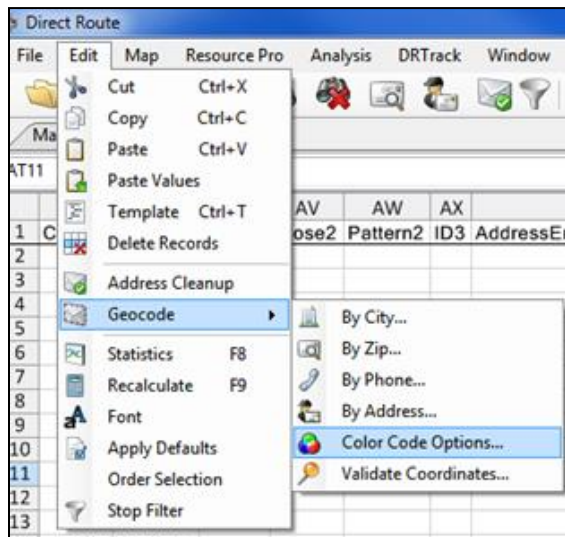 Direct Route
File Edit Map Resource Pro Analysis DRTrack Window
Cut Ctrl+X
Copy Ctrl+C
Paste Ctrl+V
Paste Values
Template Ctrl+T
Delete Records
Address Cleanup
Geocode
Statistics F8
Recalculate F9
Font
Apply Defaults
Order Selection
Stop Filter
By City...
By Zip...
By Phone...
By Address...
Color Code Options...
Validate Coordinates...
Ma
AT11
AV AW AX
1 C ose2 Pattern2 ID3 AddressEr
2
3
4
5
6
7
8
9
10
11
12
13